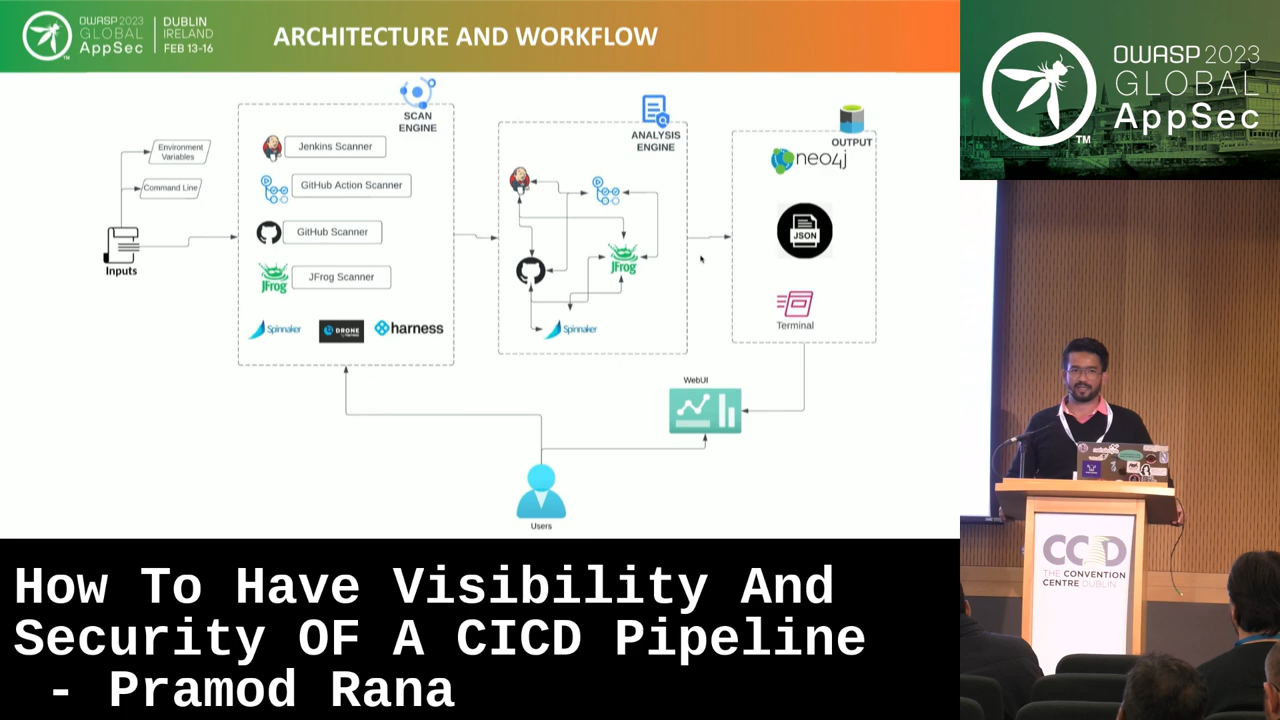 OWASP 2023
GLOBAL
AppSec
TM
DUBLIN
IRELAND
FEB 13-16
ARCHITECTURE AND WORKFLOW
SCAN
ENGINE
Environment
Variables
Command Line
Inputs
Jenkins Scanner
GitHub Action Scanner
GitHub Scanner
JFrog
JFrog Scanner
Spinnaker
DRONE
harness
ANALYSIS
ENGINE
JFrog
Spinnaker
OUTPUT
neo4j
JSON
Terminal
WebUI
Users
OWASP 2023
GLOBAL
AppSec
TM
CCD
THE CONVENTION
CENTRE DUBLIN
How To Have Visibility And
Security OF A CICD Pipeline
- Pramod Rana